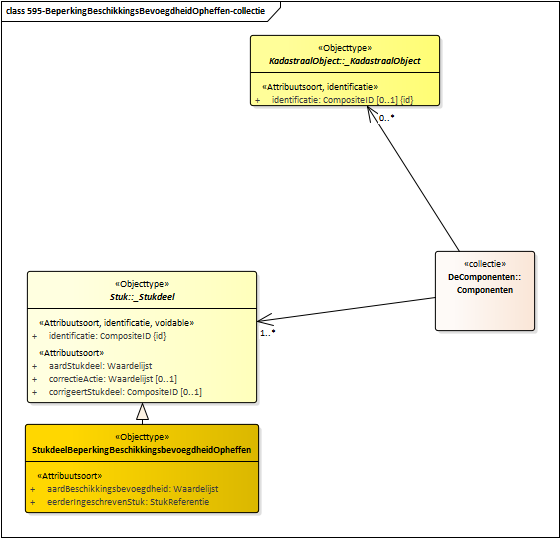 class 595-BeperkingBeschikkingsBevoegdheidOpheffen-collectie
«Objecttype»
KadastraalObject::_KadastraalObject
«Attribuutsoort, identificatie»
+ identificatie: CompositeID [0..1] {id}
0..*
«collectie»
DeComponenten::
Componenten
1..*
«Objecttype»
Stuk::_Stukdeel
«Attribuutsoort, identificatie, voidable»
+ identificatie: CompositeID {id}
«Attribuutsoort»
+ aardStukdeel: Waardelijst
+ correctieActie: Waardelijst [0..1]
+ corrigeertStukdeel: CompositeID [0..1]
«Objecttype»
StukdeelBeperkingBeschikkingsbevoegdheidOpheffen
«Attribuutsoort»
+ aardBeschikkingsbevoegdheid: Waardelijst
+ eerderIngeschrevenStuk: StukReferentie